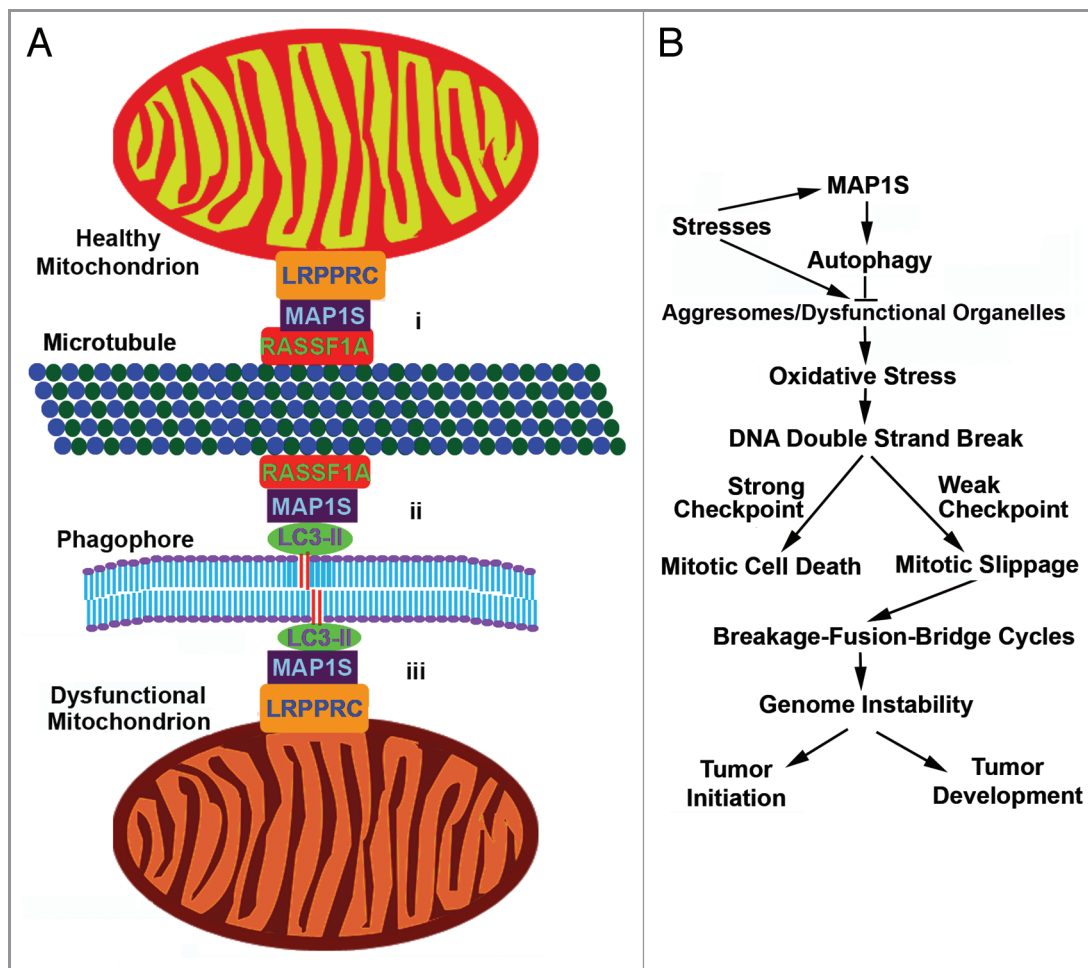 A
Healthy
Mitochondrion
LRPPRC
MAP1S
i
RASSF1A
Microtubule
RASSF1A
MAP1S
ii
Phagophore
LC3-II
LC3-II
MAP1S
iii
Dysfunctional
Mitochondrion
LRPPRC
B
MAP1S
Stresses
Autophagy
Aggresomes/Dysfunctional Organelles
Oxidative Stress
DNA Double Strand Break
Strong
Checkpoint
Weak
Checkpoint
Mitotic Cell Death
Mitotic Slippage
Breakage-Fusion-Bridge Cycles
Genome Instability
Tumor
Initiation
Tumor
Development